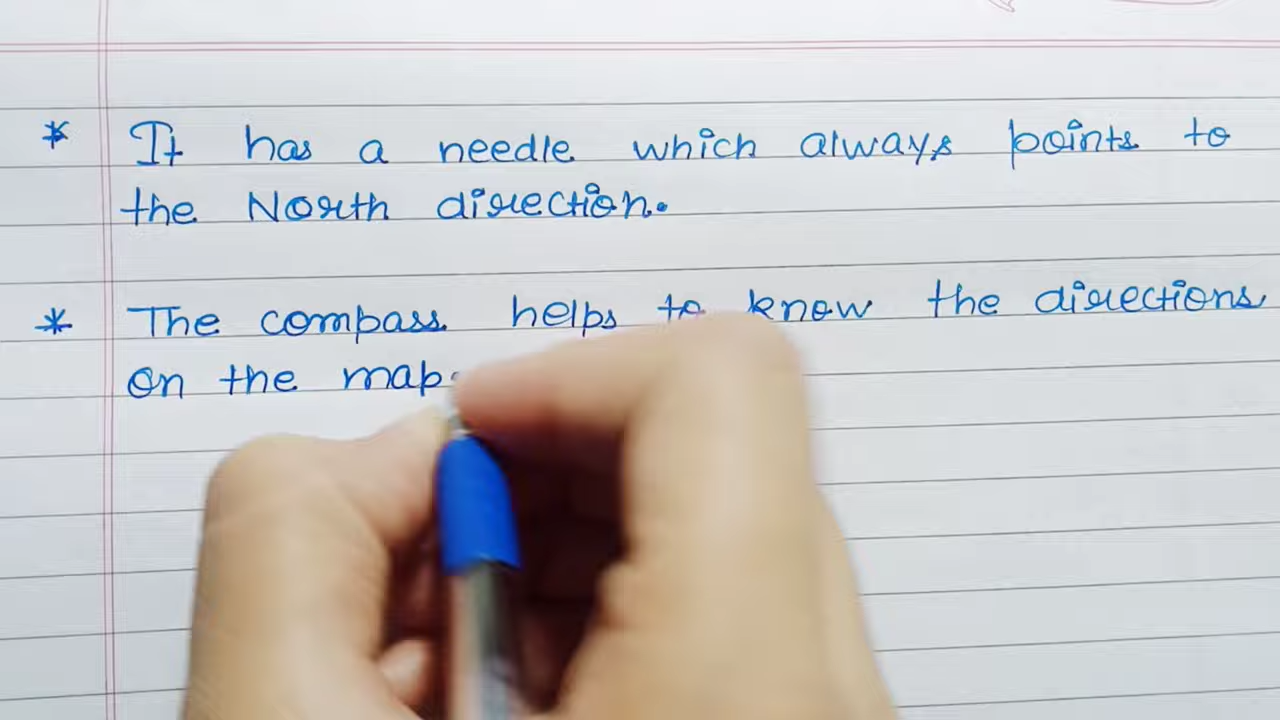 * It has a needle which always points to
the North direction.
* The compass helps to know the directions
on the map.